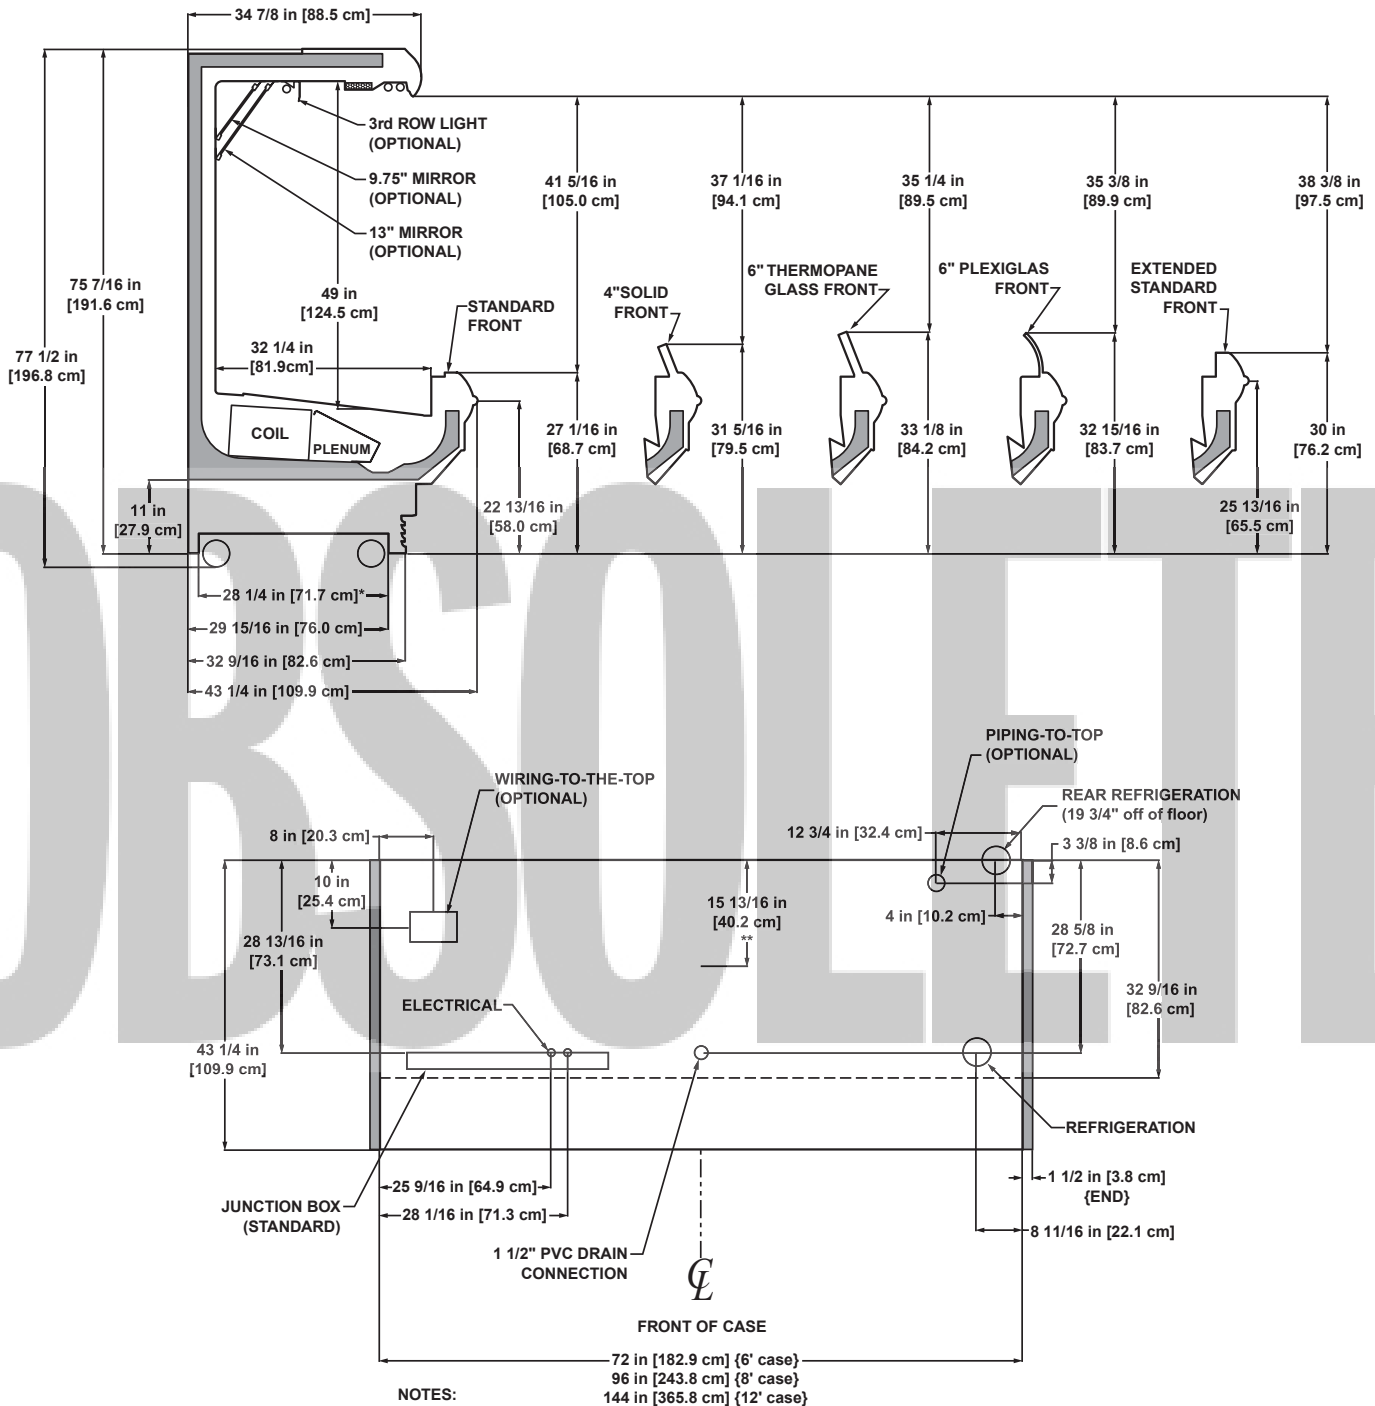 34 7/8 in [88.5 cm]
3rd ROW LIGHT
(OPTIONAL)
9.75" MIRROR
(OPTIONAL)
13" MIRROR
(OPTIONAL)
41 5/16 in
[105.0 cm]
37 1/16 in
[94.1 cm]
35 1/4 in
[89.5 cm]
35 3/8 in
[89.9 cm]
38 3/8 in
[97.5 cm]
75 7/16 in
[191.6 cm]
77 1/2 in
[196.8 cm]
49 in
[124.5 cm]
32 1/4 in
[81.9cm]
STANDARD
FRONT
4"SOLID
FRONT
6" THERMOPANE
GLASS FRONT
6" PLEXIGLAS
FRONT
EXTENDED
STANDARD
FRONT
COIL
PLENUM
27 1/16 in
[68.7 cm]
31 5/16 in
[79.5 cm]
33 1/8 in
[84.2 cm]
32 15/16 in
[83.7 cm]
30 in
[76.2 cm]
11 in
[27.9 cm]
22 13/16 in
[58.0 cm]
25 13/16 in
[65.5 cm]
28 1/4 in [71.7 cm]*
29 15/16 in [76.0 cm]
32 9/16 in [82.6 cm]
43 1/4 in [109.9 cm]
OBSOLETE
PIPING-TO-TOP
(OPTIONAL)
WIRING-TO-THE-TOP
(OPTIONAL)
REAR REFRIGERATION
(19 3/4" off of floor)
8 in [20.3 cm]
12 3/4 in [32.4 cm]
3 3/8 in [8.6 cm]
10 in
[25.4 cm]
15 13/16 in
[40.2 cm]
**
4 in [10.2 cm]
28 13/16 in
[73.1 cm]
28 5/8 in
[72.7 cm]
32 9/16 in
[82.6 cm]
ELECTRICAL
43 1/4 in
[109.9 cm]
REFRIGERATION
25 9/16 in [64.9 cm]
1 1/2 in [3.8 cm]
{END}
JUNCTION BOX
(STANDARD)
28 1/16 in [71.3 cm]
8 11/16 in [22.1 cm]
1 1/2" PVC DRAIN
CONNECTION
CL
FRONT OF CASE
72 in [182.9 cm] {6' case}
96 in [243.8 cm] {8' case}
144 in [365.8 cm] {12' case}
NOTES: